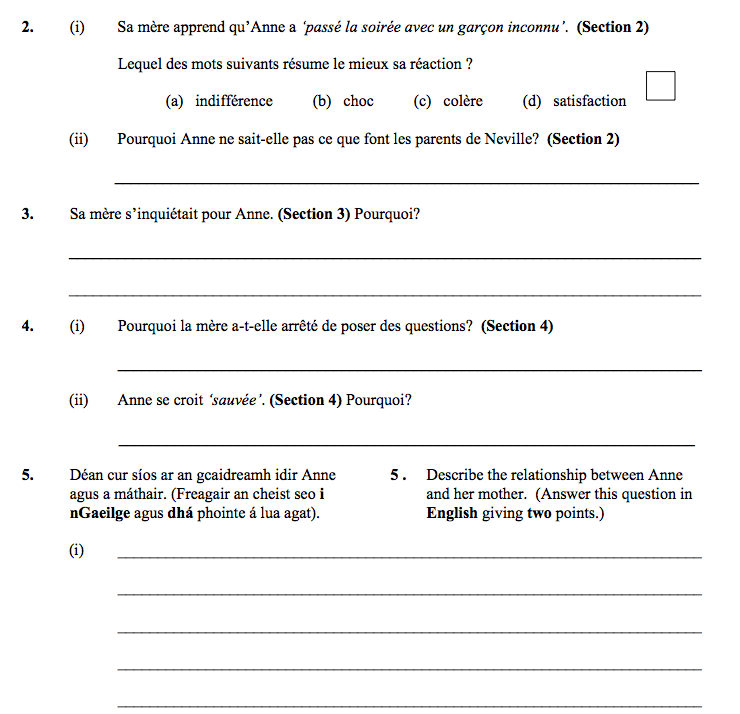 2. (i) Sa mère apprend qu’Anne a ‘passé la soirée avec un garçon inconnu’. (Section 2)
Lequel des mots suivants résume le mieux sa réaction ?
(a) indifférence (b) choc (c) colère (d) satisfaction
(ii) Pourquoi Anne ne sait-elle pas ce que font les parents de Neville? (Section 2)
3. Sa mère s’inquiétait pour Anne. (Section 3) Pourquoi?
4. (i) Pourquoi la mère a-t-elle arrêté de poser des questions? (Section 4)
(ii) Anne se croit ‘sauvée’. (Section 4) Pourquoi?
5. Déan cur síos ar an gcaidreamh idir Anne
agus a máthair. (Freagair an cheist seo i
nGaeilge agus dhá phointe á lua agat).
5 . Describe the relationship between Anne
and her mother. (Answer this question in
English giving two points.)
(i)